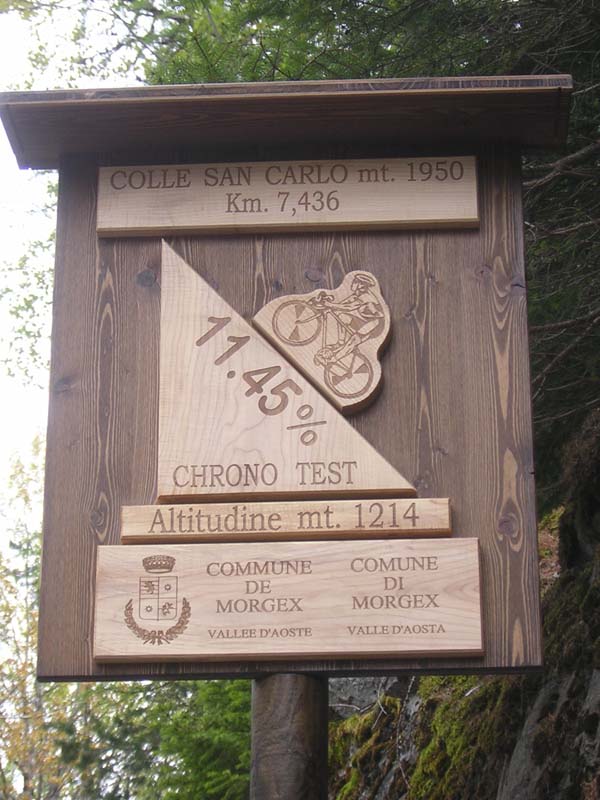 COLLE SAN CARLO mt. 1950
Km. 7,436
11.45%
CHRONO TEST
Altitudine mt. 1214
COMMUNE
DE
MORGEX
VALLEE D'AOSTE
COMUNE
DI
MORGEX
VALLE D'AOSTA